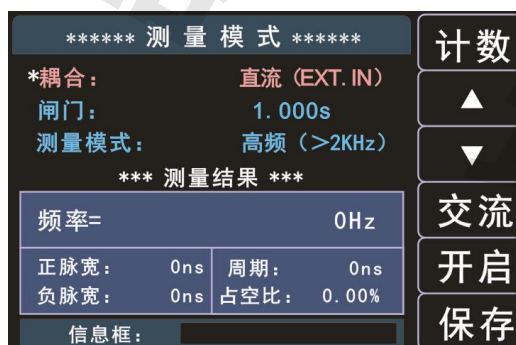 ****** 测 量 模 式 ******
*耦合： 直流（EXT.IN）
闸门： 1.000s
测量模式： 高频（>2KHz）
*** 测量结果 ***
频率= 0Hz
正脉宽： 0ns 周期： 0ns
负脉宽： 0ns 占空比： 0.00%
信息框：
计数
▲
▼
交流
开启
保存